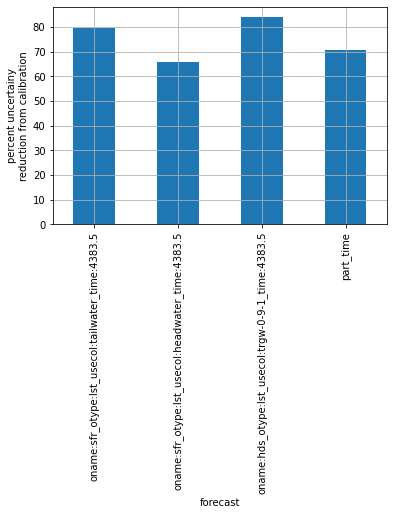 percent uncertainy
reduction from calibration
80
70
60
50
40
30
20
10
0
oname:sfr_otype:lst_usecol:tailwater_time:4383.5
oname:sfr_otype:lst_usecol:headwater_time:4383.5
oname:hds_otype:lst_usecol:trgw-0-9-1_time:4383.5
part_time
forecast